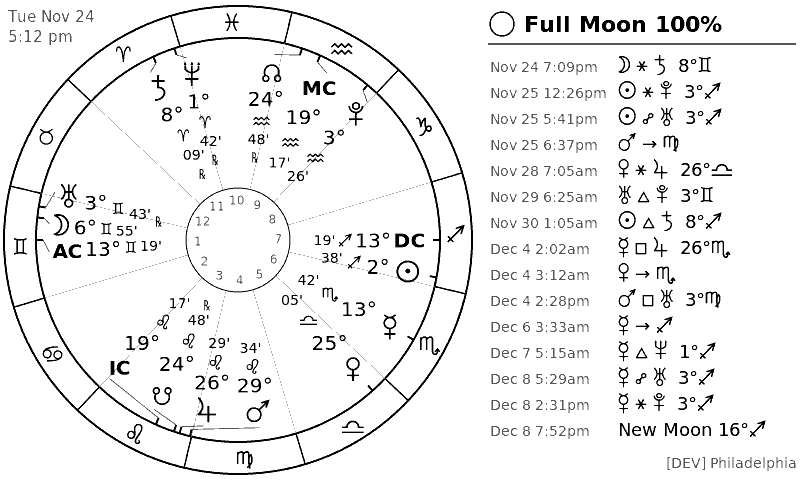 Tue Nov 24
5:12 pm
Full Moon 100%
Nov 24 7:09pm ☽ ⚹ ♄ 8°♊
Nov 25 12:26pm ☉ ⚹ ♇ 3°♐
Nov 25 5:41pm ☉ ☍ ♅ 3°♐
Nov 25 6:37pm ♂ → ♍
Nov 28 7:05am ♀ ⚹ ♃ 26°♎
Nov 29 6:25am ♅ △ ♇ 3°♊
Nov 30 1:05am ☉ △ ♄ 8°♐
Dec 4 2:02am ☿ □ ♃ 26°♏
Dec 4 3:12am ♀ → ♏
Dec 4 2:28pm ♂ □ ♅ 3°♍
Dec 6 3:33am ☿ → ♐
Dec 7 5:15am ☿ △ ♆ 1°♐
Dec 8 5:29am ☿ ☍ ♅ 3°♐
Dec 8 2:31pm ☿ ⚹ ♇ 3°♐
Dec 8 7:52pm New Moon 16°♐
[DEV] Philadelphia
♓
♈
♒
♉
♑
♊
♐
♋
♏
♌
♎
♍
♄ 8° ♈ 09' ℞
♆ 1° ♈ 42' ℞
☊ 24° ♒ 48' ℞
MC 19° ♒ 17'
♇ 3° ♒ 26'
♅ 3° ♊ 43' ℞
☽ 6° ♊ 55'
AC 13° ♊ 19'
19' ♐ 13° DC
38' ♐ 2° ☉
42' ♏ 13° ☿
05' ♎ 25° ♀
17' ♌ 19° IC
℞ 48' ♌ 24° ☋
29' ♌ 26° ♃
34' ♌ 29° ♂
1
2
3
4
5
6
7
8
9
10
11
12